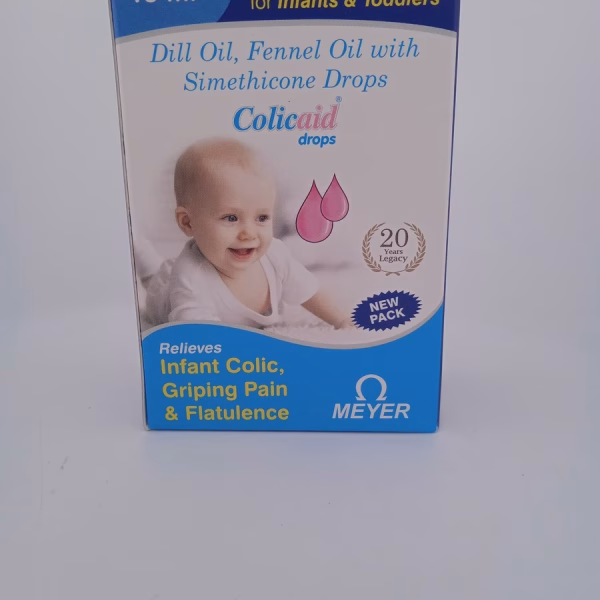 for Infants & Toddlers
Dill Oil, Fennel Oil with
Simethicone Drops
Colicaid®
drops
20
Years
Legacy
NEW
PACK
Relieves
Infant Colic,
Griping Pain
& Flatulence
MEYER